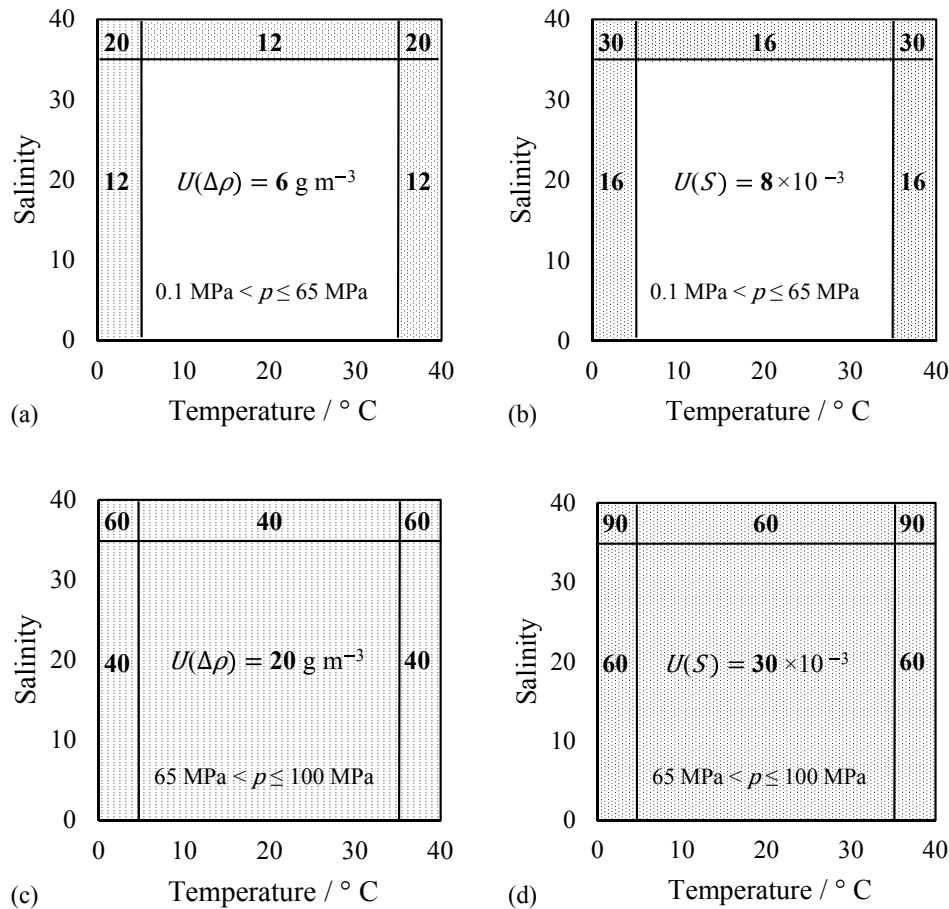 40
20 12 20
30
Salinity
20
12 U(Δρ) = 6 g m⁻³ 12
10
0.1 MPa < p ≤ 65 MPa
0
0 10 20 30 40
(a) Temperature / ° C
40
30 16 30
30
Salinity
20
16 U(S) = 8 ×10 ⁻³ 16
10
0.1 MPa < p ≤ 65 MPa
0
0 10 20 30 40
(b) Temperature / ° C
40
60 40 60
30
Salinity
20
40 U(Δρ) = 20 g m⁻³ 40
10
65 MPa < p ≤ 100 MPa
0
0 10 20 30 40
(c) Temperature / ° C
40
90 60 90
30
Salinity
20
60 U(S) = 30 ×10 ⁻³ 60
10
65 MPa < p ≤ 100 MPa
0
0 10 20 30 40
(d) Temperature / ° C